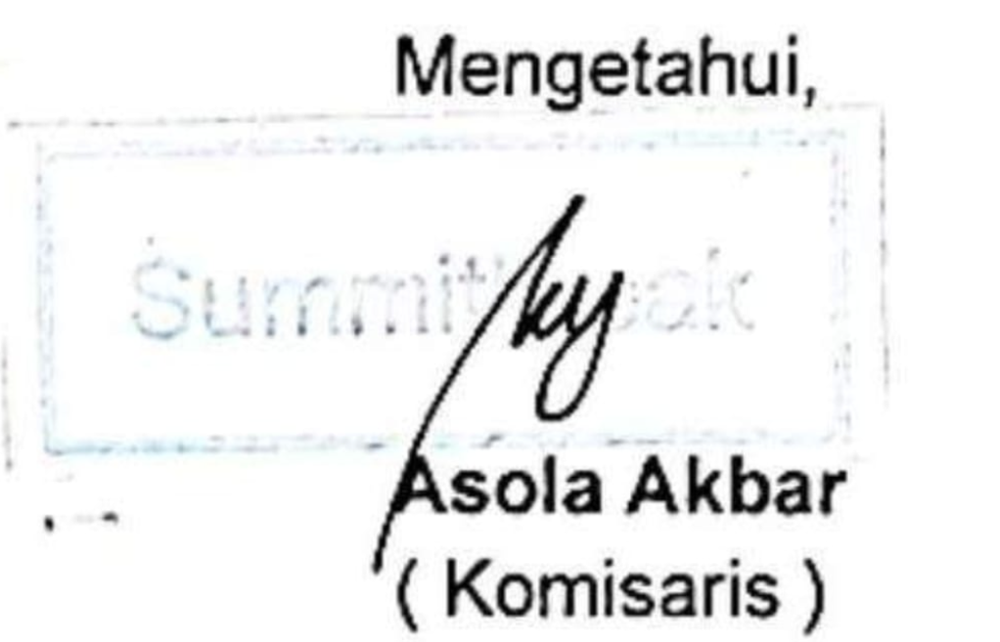 Mengetahui,
Summit
Asola Akbar
( Komisaris )